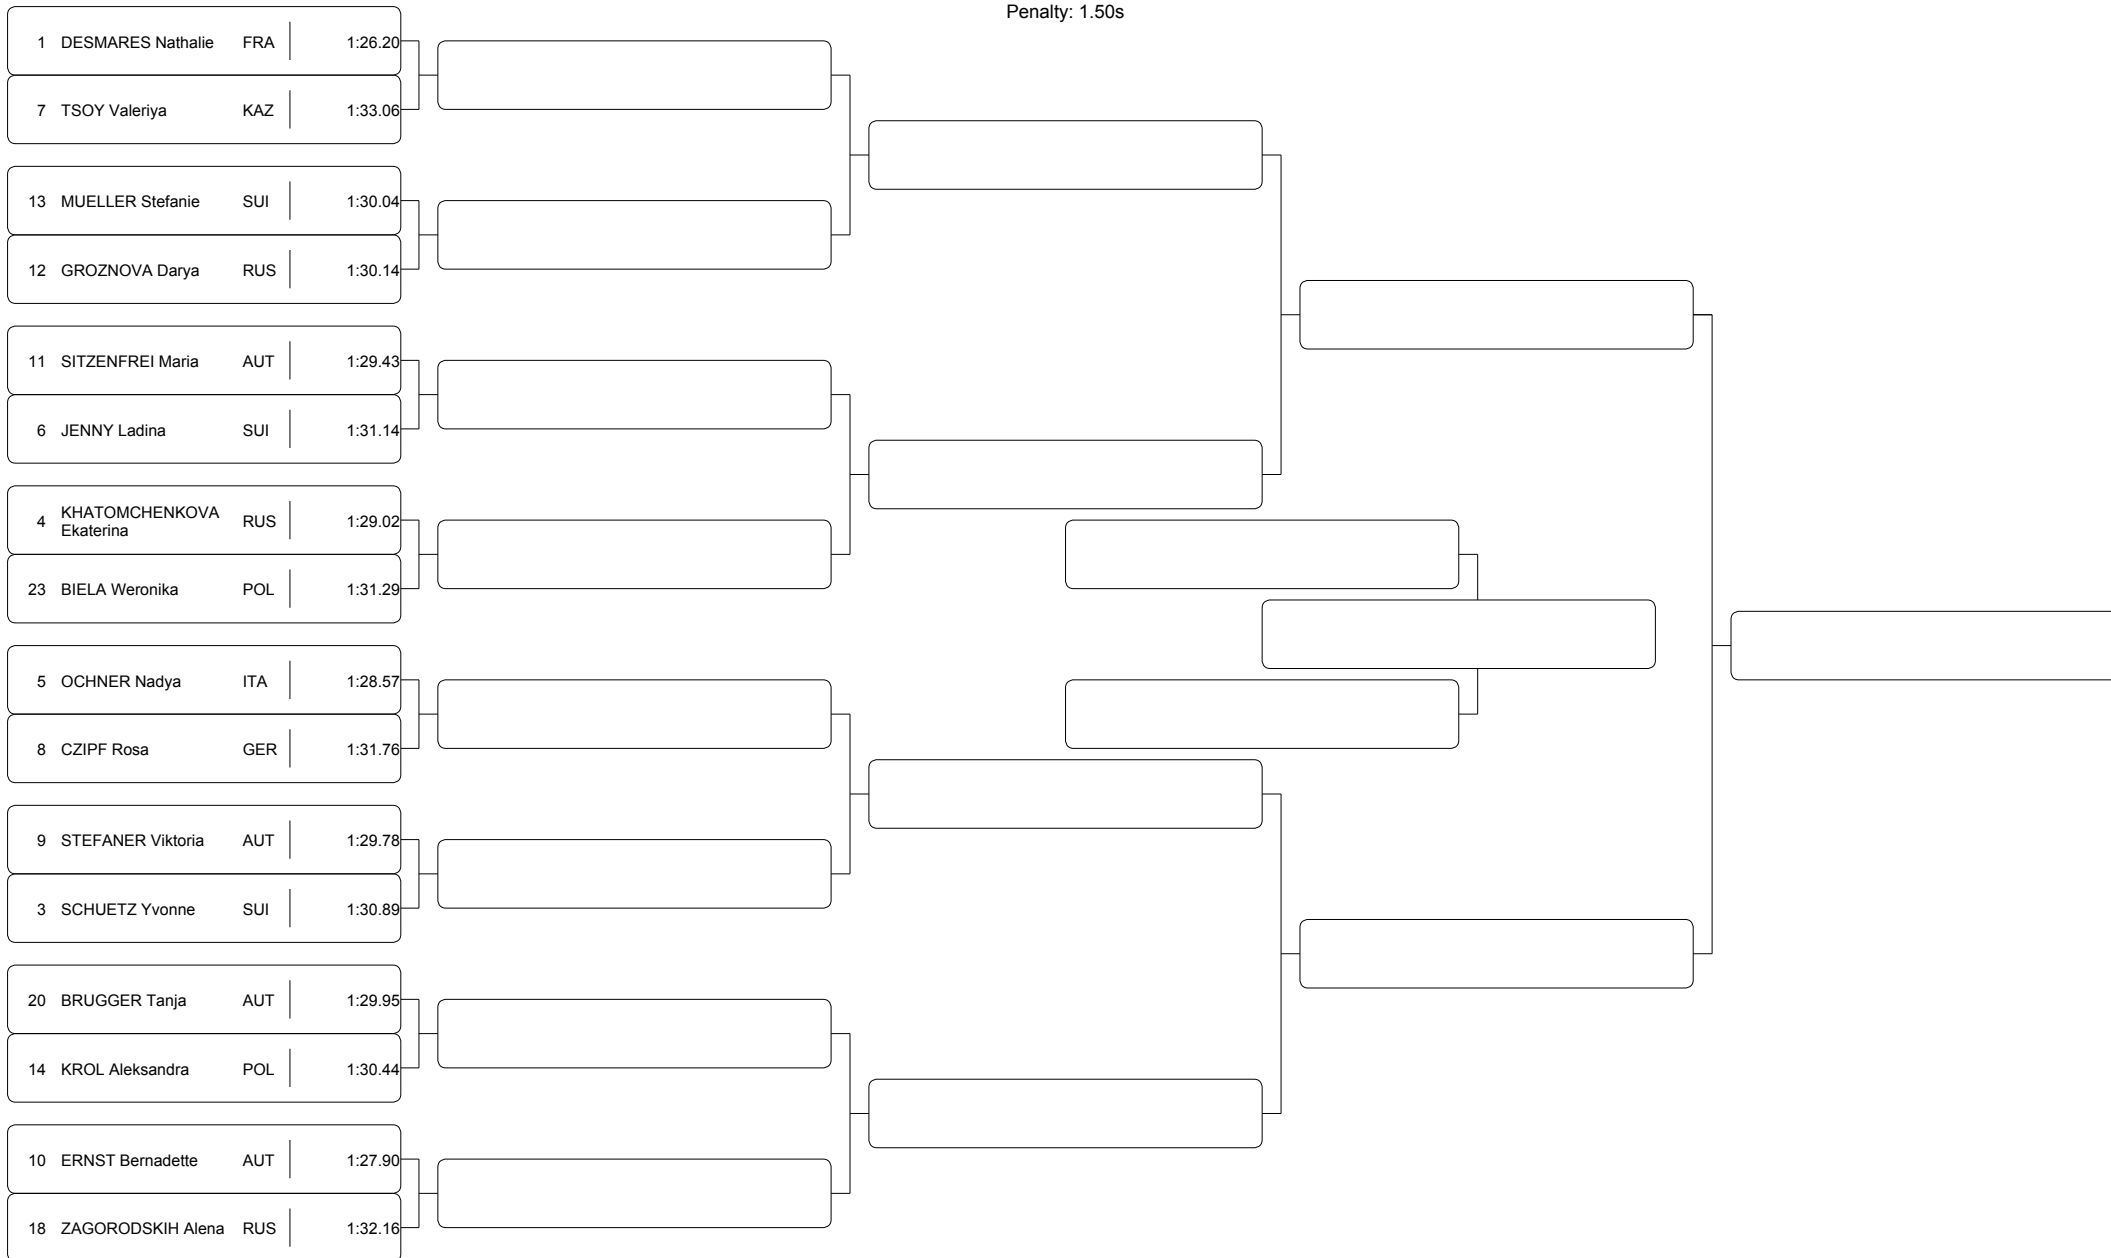 Penalty: 1.50s
1 DESMARES Nathalie FRA 1:26.20
7 TSOY Valeriya KAZ 1:33.06
13 MUELLER Stefanie SUI 1:30.04
12 GROZNOVA Darya RUS 1:30.14
11 SITZENFREI Maria AUT 1:29.43
6 JENNY Ladina SUI 1:31.14
4 KHATOMCHENKOVA
Ekaterina RUS 1:29.02
23 BIELA Weronika POL 1:31.29
5 OCHNER Nadya ITA 1:28.57
8 CZIPF Rosa GER 1:31.76
9 STEFANER Viktoria AUT 1:29.78
3 SCHUETZ Yvonne SUI 1:30.89
20 BRUGGER Tanja AUT 1:29.95
14 KROL Aleksandra POL 1:30.44
10 ERNST Bernadette AUT 1:27.90
18 ZAGORODSKIH Alena RUS 1:32.16